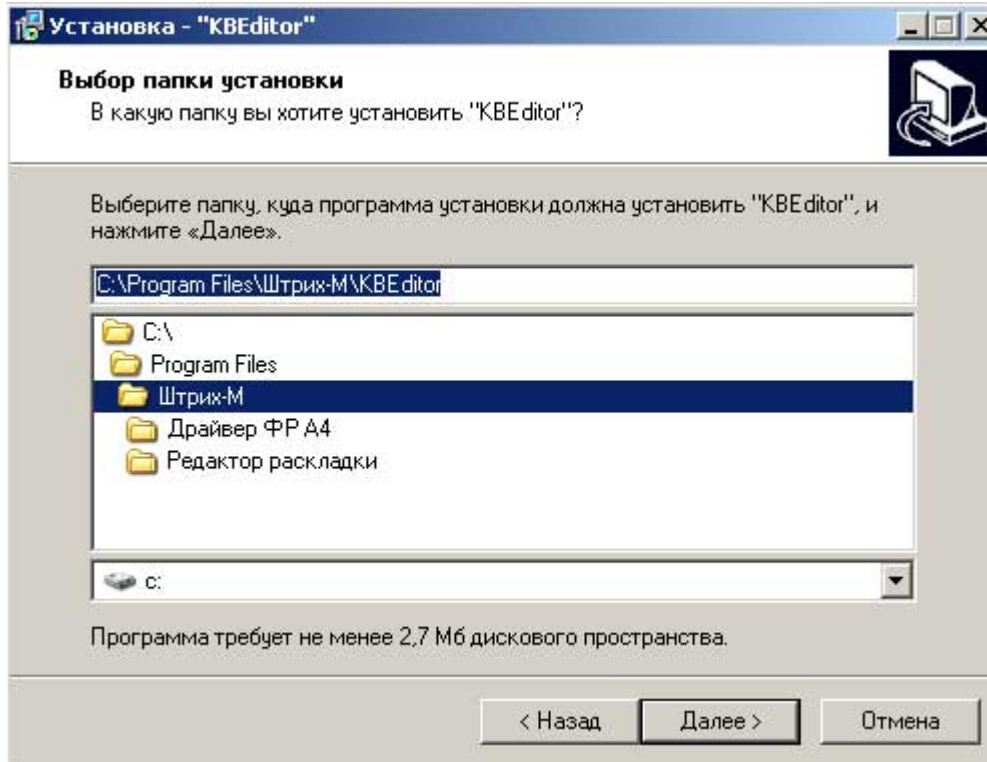 Установка - "KBEditor"
Выбор папки установки
В какую папку вы хотите установить "KBEditor"?
Выберите папку, куда программа установки должна установить "KBEditor", и
нажмите «Далее».
C:\Program Files\Штрих-М\KBEditor
C:\
Program Files
Штрих-М
Драйвер ФР А4
Редактор раскладки
c:
Программа требует не менее 2,7 Мб дискового пространства.
< Назад
Далее >
Отмена